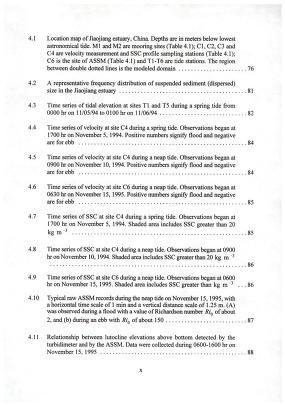 4.1 Location map of Jiaojiang estuary, China. Depths are in meters below lowest
astronomical tide. M1 and M2 are mooring sites (Table 4.1); C1, C2, C3 and
C4 are velocity measurement and SSC profile sampling stations (Table 4.1);
C6 is the site of ASSM (Table 4.1) and T1-T6 are tide stations. The region
between double dotted lines is the modeled domain 76
4.2 A representative frequency distribution of suspended sediment (dispersed)
size in the Jiaojiang estuary 81
4.3 Time series of tidal elevation at sites T1 and T5 during a spring tide from
0000 hr on 11/05/94 to 0100 hr on 11/06/94 82
4.4 Time series of velocity at site C4 during a spring tide. Observations began at
1700 hr on November 5, 1994. Positive numbers signify flood and negative
are for ebb 84
4.5 Time series of velocity at site C4 during a neap tide. Observations began at
0900 hr on November 10, 1994. Positive numbers signify flood and negative
are for ebb 84
4.6 Time series of velocity at site C6 during a neap tide. Observations began at
0630 hr on November 15, 1995. Positive numbers signify flood and negative
are for ebb 85
4.7 Time series of SSC at site C4 during a spring tide. Observations began at
1700 hr on November 5, 1994. Shaded area includes SSC greater than 20
kg m⁻³ 85
4.8 Time series of SSC at site C4 during a neap tide. Observations began at 0900
hr on November 10, 1994. Shaded area includes SSC greater than 20 kg m⁻³
86
4.9 Time series of SSC at site C6 during a neap tide. Observations began at 0600
hr on November 15, 1995. Shaded area includes SSC greater than kg m⁻³ 86
4.10 Typical raw ASSM records during the neap tide on November 15, 1995, with
a horizontal time scale of 1 min and a vertical distance scale of 1.25 m. (A)
was observed during a flood with a value of Richardson number Ri₀ of about
2, and (b) during an ebb with Ri₀ of about 150 87
4.11 Relationship between lutocline elevations above bottom detected by the
turbidimeter and by the ASSM. Data were collected during 0600-1600 hr on
November 15, 1995 88
x